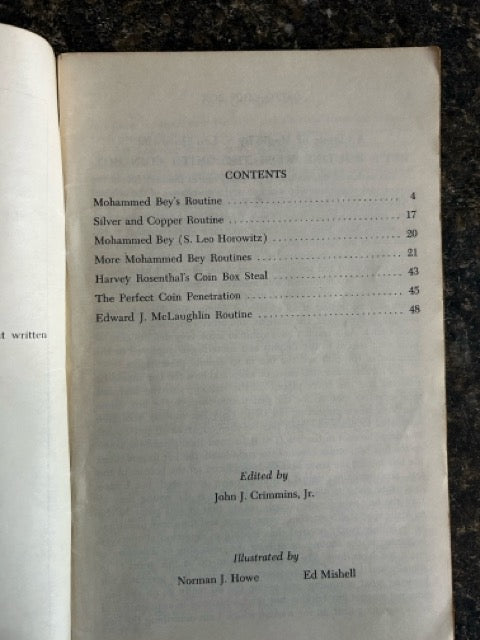 t written
CONTENTS
Mohammed Bey's Routine ................................ 4
Silver and Copper Routine ................................ 17
Mohammed Bey (S. Leo Horowitz) ........................ 20
More Mohammed Bey Routines ........................... 21
Harvey Rosenthal's Coin Box Steal ........................ 43
The Perfect Coin Penetration ............................. 45
Edward J. McLaughlin Routine ........................... 48
Edited by
John J. Crimmins, Jr.
Illustrated by
Norman J. Howe Ed Mishell